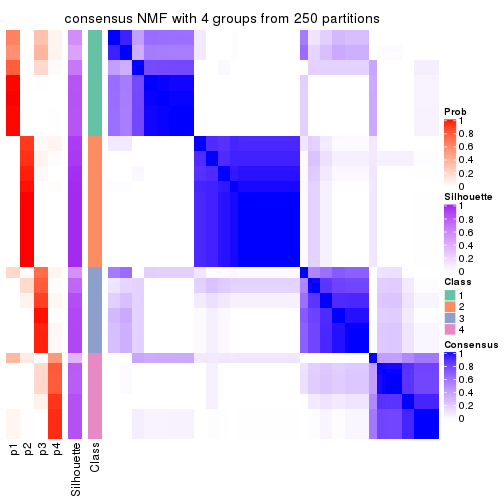 consensus NMF with 4 groups from 250 partitions
Prob
1
0.8
0.6
0.4
0.2
0
Silhouette
1
0.8
0.6
0.4
0.2
0
Class
1
2
3
4
Consensus
1
0.8
0.6
0.4
0.2
0
p1
p2
p3
p4
Silhouette
Class